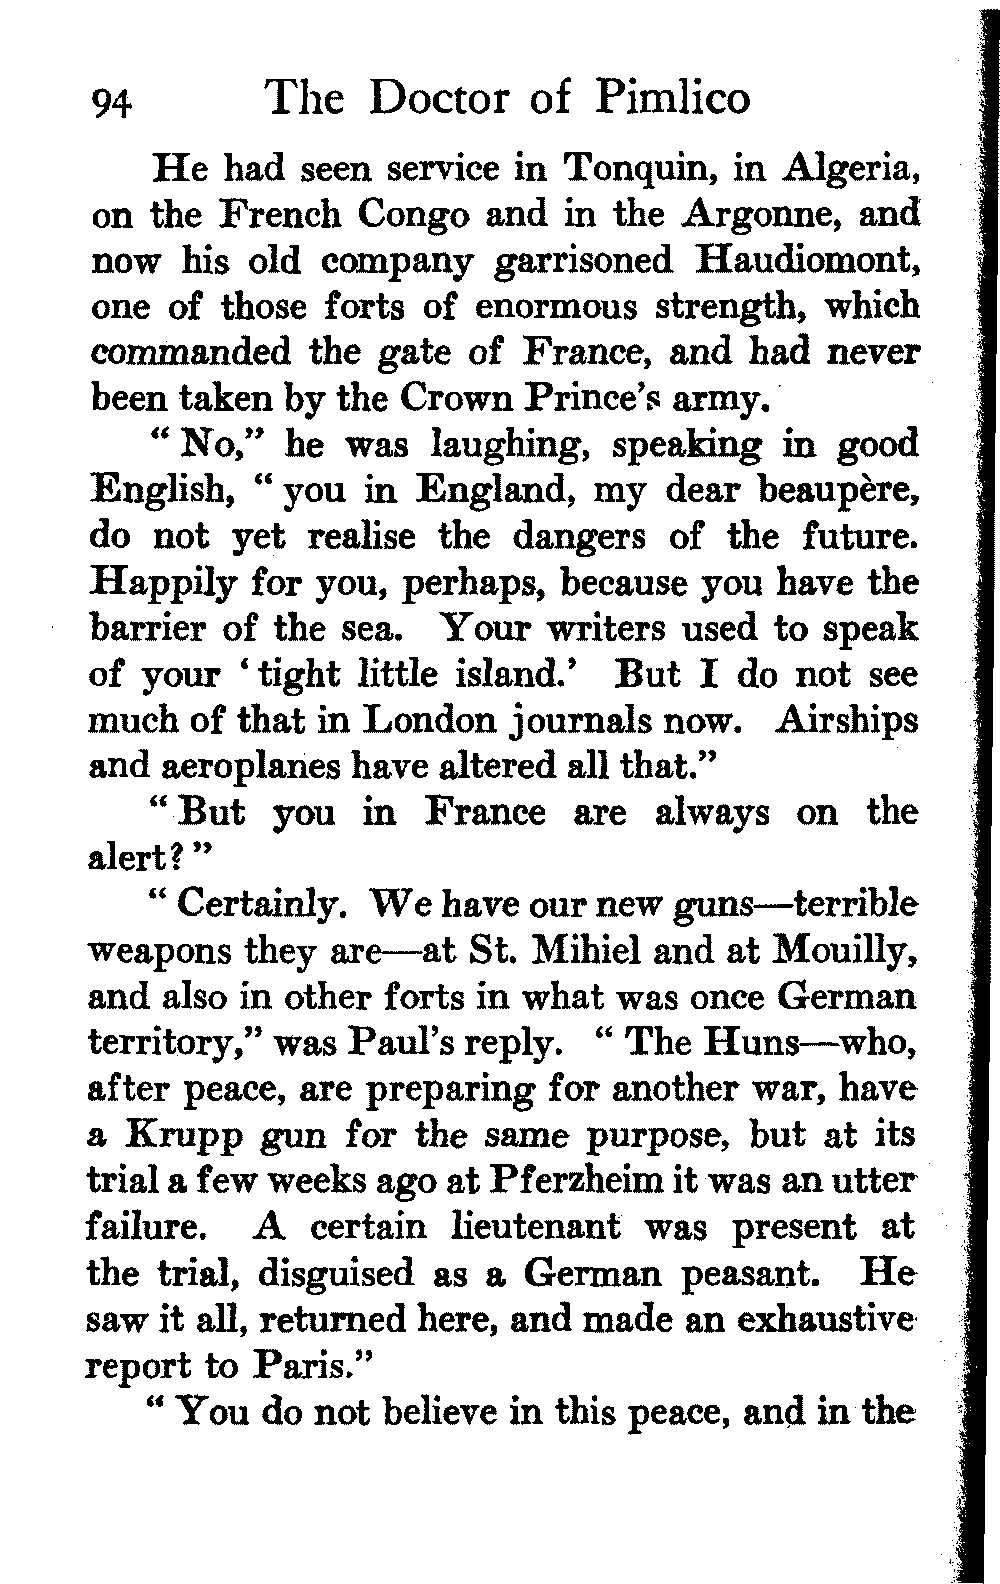 94 The Doctor of Pimlico
He had seen service in Tonquin, in Algeria,
on the French Congo and in the Argonne, and
now his old company garrisoned Haudiomont,
one of those forts of enormous strength, which
commanded the gate of France, and had never
been taken by the Crown Prince's army.
“ No,” he was laughing, speaking in good
English, “ you in England, my dear beaupère,
do not yet realise the dangers of the future.
Happily for you, perhaps, because you have the
barrier of the sea. Your writers used to speak
of your ‘ tight little island.’ But I do not see
much of that in London journals now. Airships
and aeroplanes have altered all that.”
“ But you in France are always on the
alert? ”
“ Certainly. We have our new guns—terrible
weapons they are—at St. Mihiel and at Mouilly,
and also in other forts in what was once German
territory,” was Paul's reply. “ The Huns—who,
after peace, are preparing for another war, have
a Krupp gun for the same purpose, but at its
trial a few weeks ago at Pferzheim it was an utter
failure. A certain lieutenant was present at
the trial, disguised as a German peasant. He
saw it all, returned here, and made an exhaustive
report to Paris.”
“ You do not believe in this peace, and in the